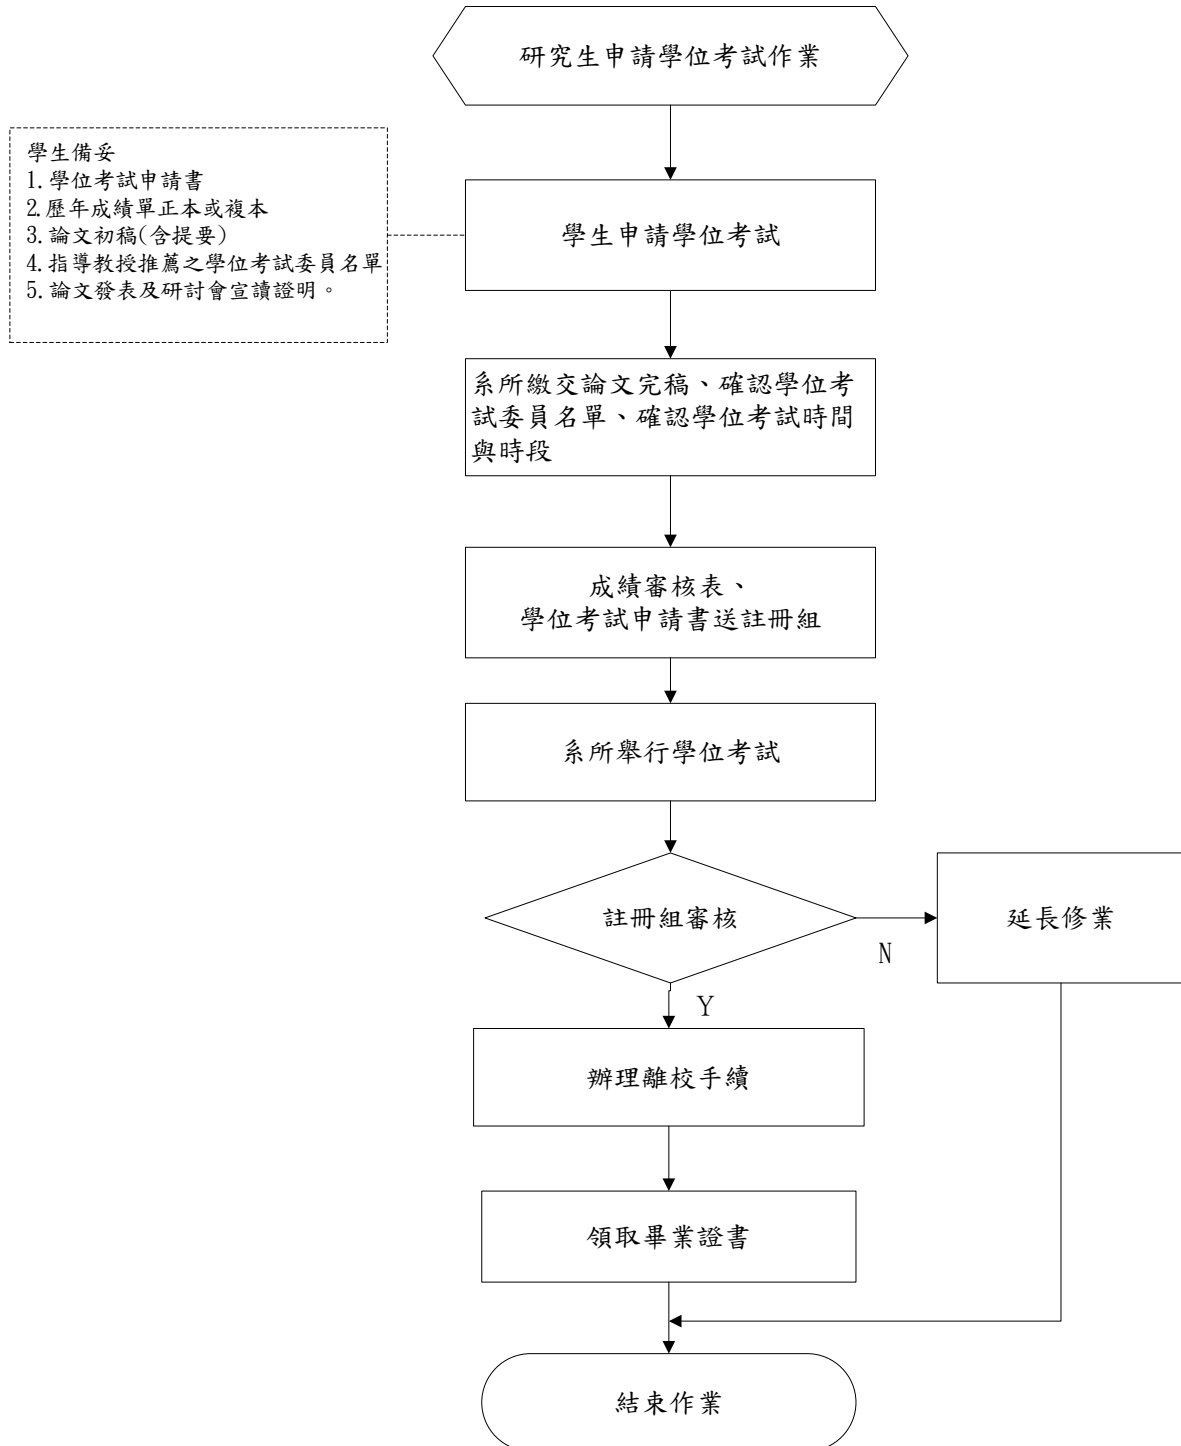 研究生申請學位考試作業
學生備妥
1.學位考試申請書
2.歷年成績單正本或複本
3.論文初稿(含提要)
4.指導教授推薦之學位考試委員名單
5.論文發表及研討會宣讀證明。
學生申請學位考試
系所繳交論文完稿、確認學位考
試委員名單、確認學位考試時間
與時段
成績審核表、
學位考試申請書送註冊組
系所舉行學位考試
註冊組審核
延長修業
N
Y
辦理離校手續
領取畢業證書
結束作業